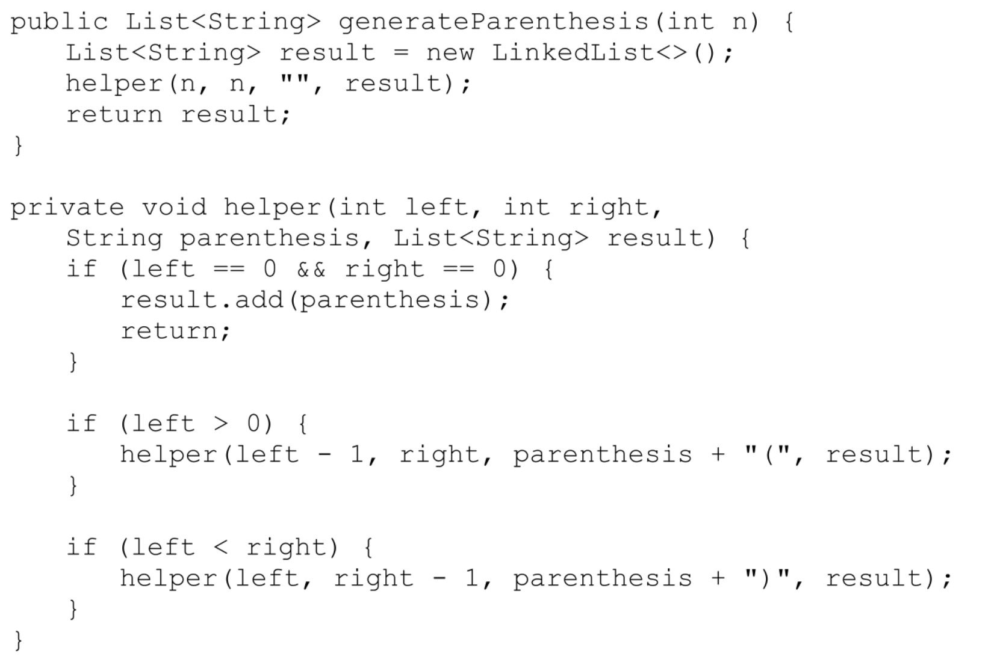 public List<String> generateParenthesis(int n) {
    List<String> result = new LinkedList<>();
    helper(n, n, "", result);
    return result;
}

private void helper(int left, int right,
    String parenthesis, List<String> result) {
    if (left == 0 && right == 0) {
        result.add(parenthesis);
        return;
    }

    if (left > 0) {
        helper(left - 1, right, parenthesis + "(", result);
    }

    if (left < right) {
        helper(left, right - 1, parenthesis + ")", result);
    }
}